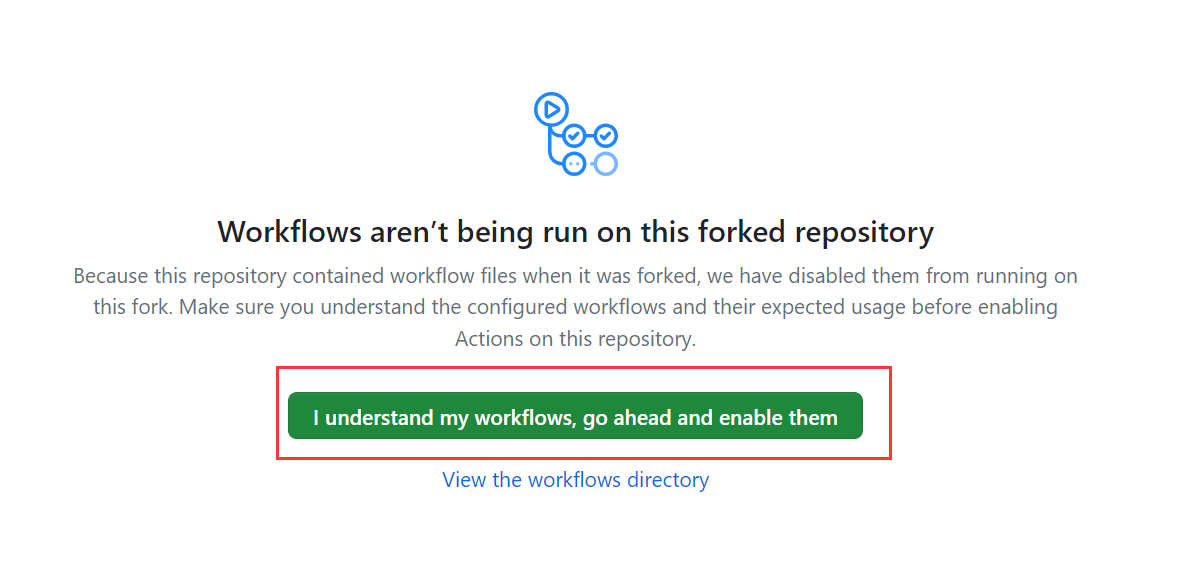 Workflows aren’t being run on this forked repository
Because this repository contained workflow files when it was forked, we have disabled them from running on
this fork. Make sure you understand the configured workflows and their expected usage before enabling
Actions on this repository.
I understand my workflows, go ahead and enable them
View the workflows directory